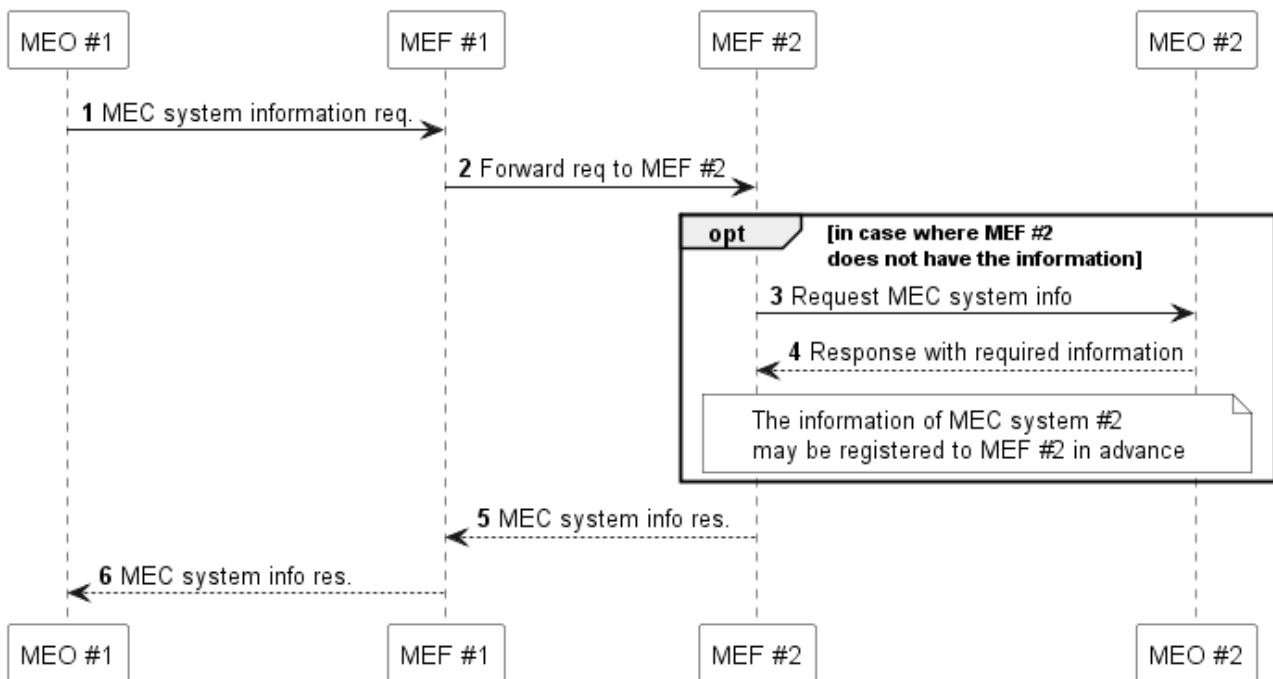 MEO #1
MEF #1
MEF #2
MEO #2
1 MEC system information req.
2 Forward req to MEF #2
opt
[in case where MEF #2
does not have the information]
3 Request MEC system info
4 Response with required information
The information of MEC system #2
may be registered to MEF #2 in advance
5 MEC system info res.
6 MEC system info res.
MEO #1
MEF #1
MEF #2
MEO #2